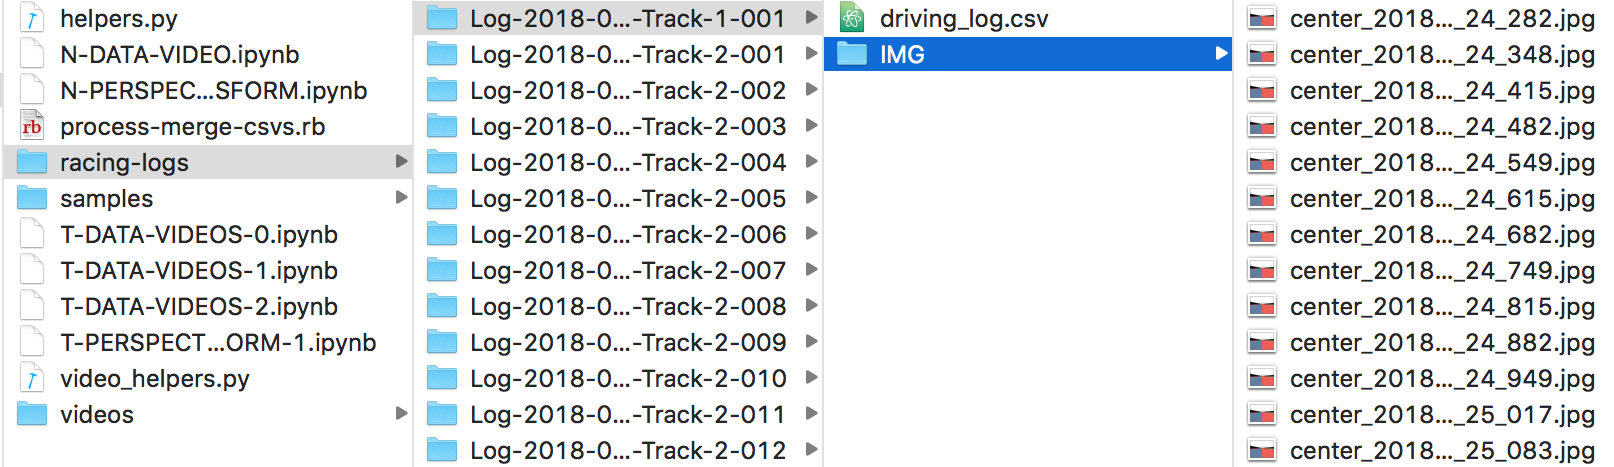 helpers.py
N-DATA-VIDEO.ipynb
N-PERSPEC...SFORM.ipynb
rb process-merge-csvs.rb
racing-logs
samples
T-DATA-VIDEOS-0.ipynb
T-DATA-VIDEOS-1.ipynb
T-DATA-VIDEOS-2.ipynb
T-PERSPECT...ORM-1.ipynb
video_helpers.py
videos
Log-2018-0...-Track-1-001
Log-2018-0...-Track-2-001
Log-2018-0...-Track-2-002
Log-2018-0...-Track-2-003
Log-2018-0...-Track-2-004
Log-2018-0...-Track-2-005
Log-2018-0...-Track-2-006
Log-2018-0...-Track-2-007
Log-2018-0...-Track-2-008
Log-2018-0...-Track-2-009
Log-2018-0...-Track-2-010
Log-2018-0...-Track-2-011
Log-2018-0...-Track-2-012
driving_log.csv
IMG
center_2018..._24_282.jpg
center_2018..._24_348.jpg
center_2018..._24_415.jpg
center_2018..._24_482.jpg
center_2018..._24_549.jpg
center_2018..._24_615.jpg
center_2018..._24_682.jpg
center_2018..._24_749.jpg
center_2018..._24_815.jpg
center_2018..._24_882.jpg
center_2018..._24_949.jpg
center_2018..._25_017.jpg
center_2018..._25_083.jpg